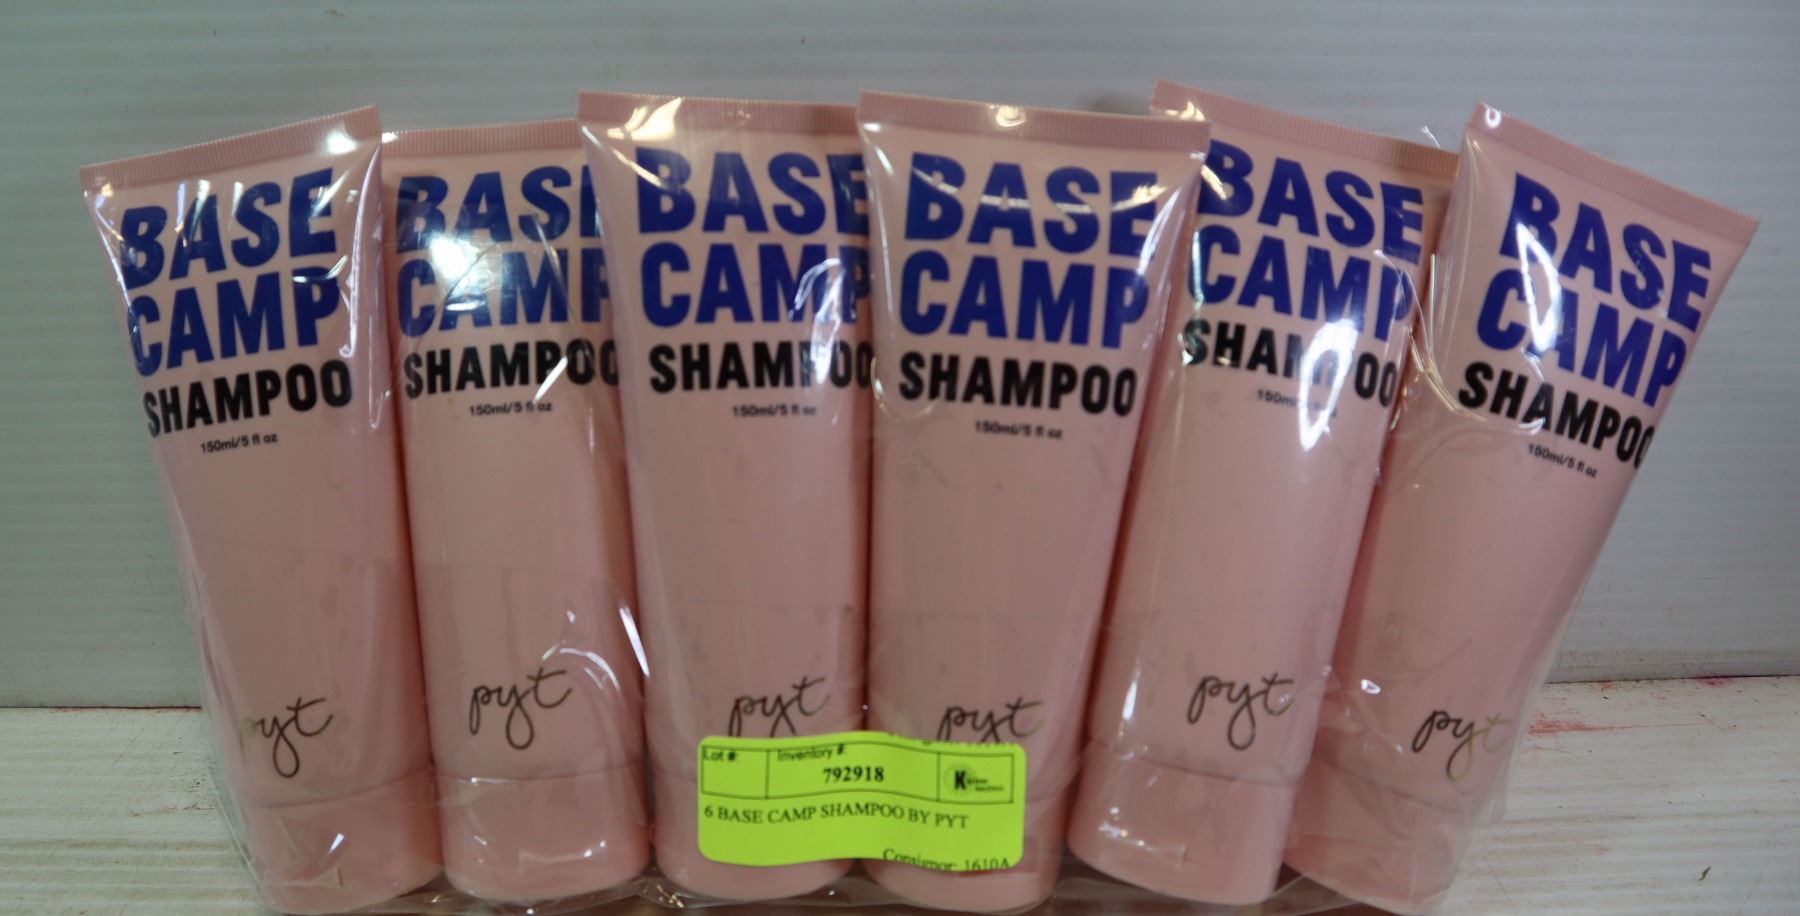 BASE
CAMP
SHAMPOO
150ml/5 fl oz
pyt
BASE
CAMP
SHAMPOO
150ml/5 fl oz
pyt
BASE
CAMP
SHAMPOO
150ml/5 fl oz
pyt
BASE
CAMP
SHAMPOO
150ml/5 fl oz
pyt
BASE
CAMP
SHAMPOO
150ml
pyt
BASE
CAMP
SHAMPOO
150ml/5 fl oz
pyt
Lot #: Inventory #:
792918
K
6 BASE CAMP SHAMPOO BY PYT
Consignor: 1610A